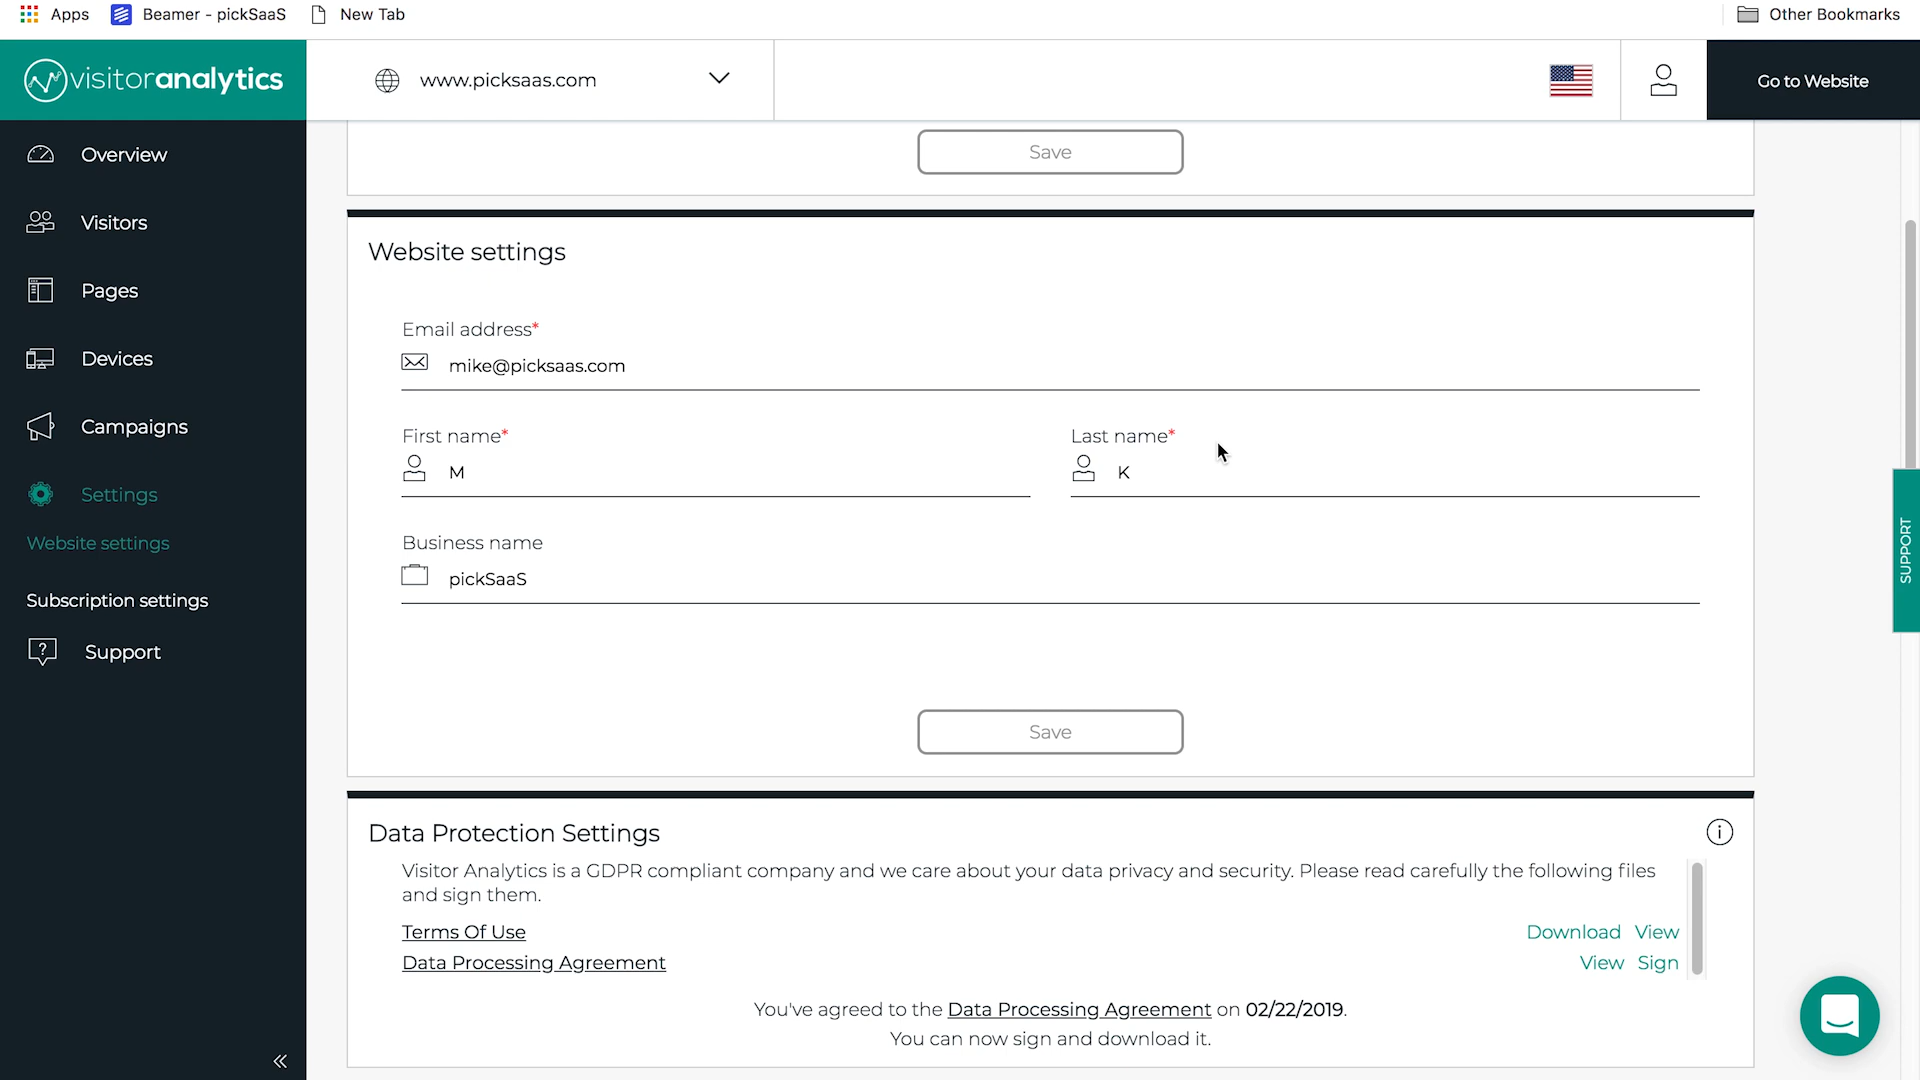 Apps
Beamer - pickSaaS
New Tab
Other Bookmarks
visitoranalytics
www.picksaas.com
Go to Website
Overview
Visitors
Pages
Devices
Campaigns
Settings
Website settings
Subscription settings
Support
Save
Website settings
Email address*
mike@picksaas.com
First name*
M
Last name*
K
Business name
pickSaaS
Save
SUPPORT
Data Protection Settings
Visitor Analytics is a GDPR compliant company and we care about your data privacy and security. Please read carefully the following files
and sign them.
Terms Of Use
Download View
Data Processing Agreement
View Sign
You've agreed to the Data Processing Agreement on 02/22/2019.
You can now sign and download it.